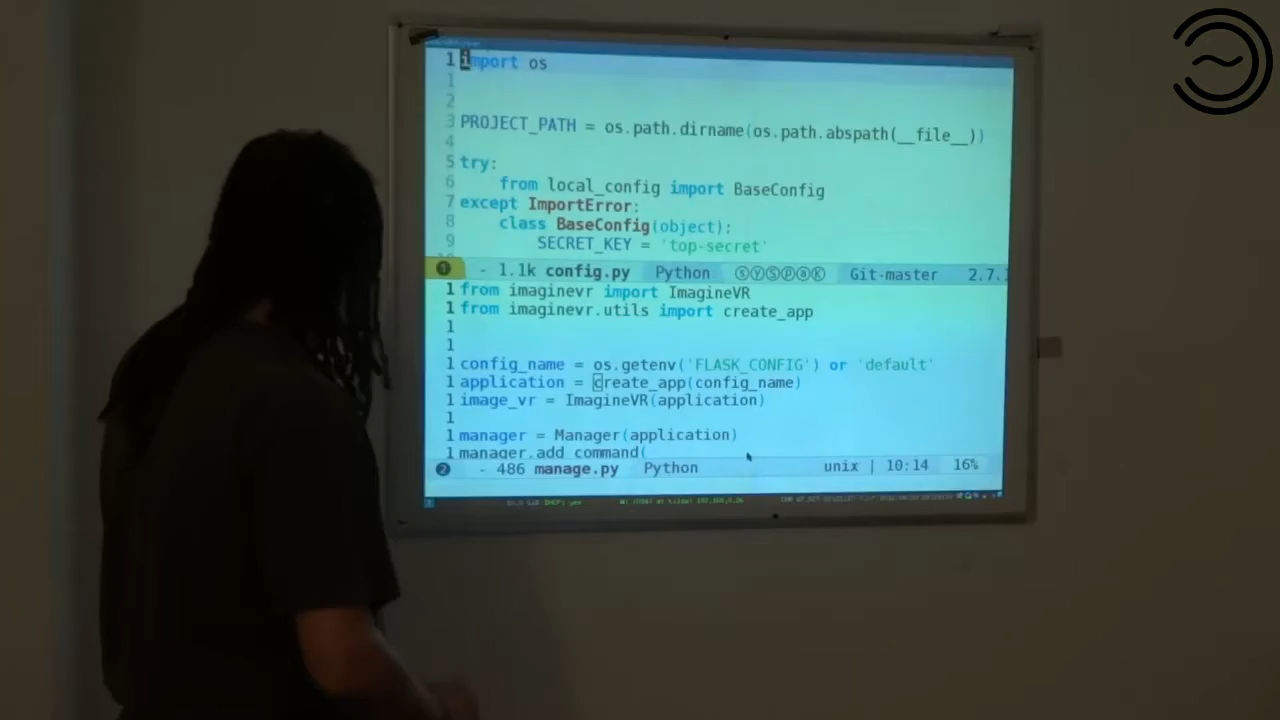 1 import os
1
2
3 PROJECT_PATH = os.path.dirname(os.path.abspath(__file__))
4
5 try:
6 from local_config import BaseConfig
7 except ImportError:
8 class BaseConfig(object):
9 SECRET_KEY = 'top-secret'
1 - 1.1k config.py Python ⓢⓨⓢⓟⓐⓚ Git-master 2.7.
1 from imaginevr import ImagineVR
1 from imaginevr.utils import create_app
1
1
1 config_name = os.getenv('FLASK_CONFIG') or 'default'
1 application = create_app(config_name)
1 image_vr = ImagineVR(application)
1
1 manager = Manager(application)
1 manager.add_command(
2 - 486 manage.py Python unix | 10:14 16%